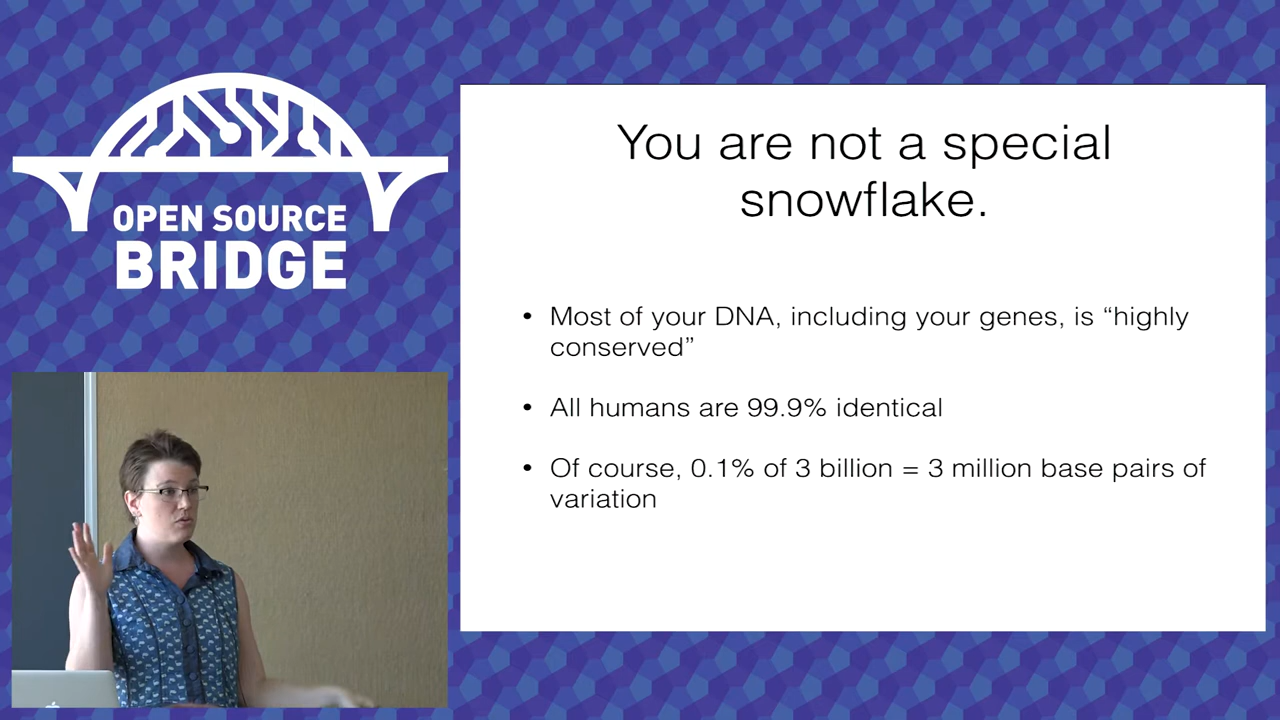 OPEN SOURCE
BRIDGE
You are not a special
snowflake.
• Most of your DNA, including your genes, is “highly
conserved”
• All humans are 99.9% identical
• Of course, 0.1% of 3 billion = 3 million base pairs of
variation